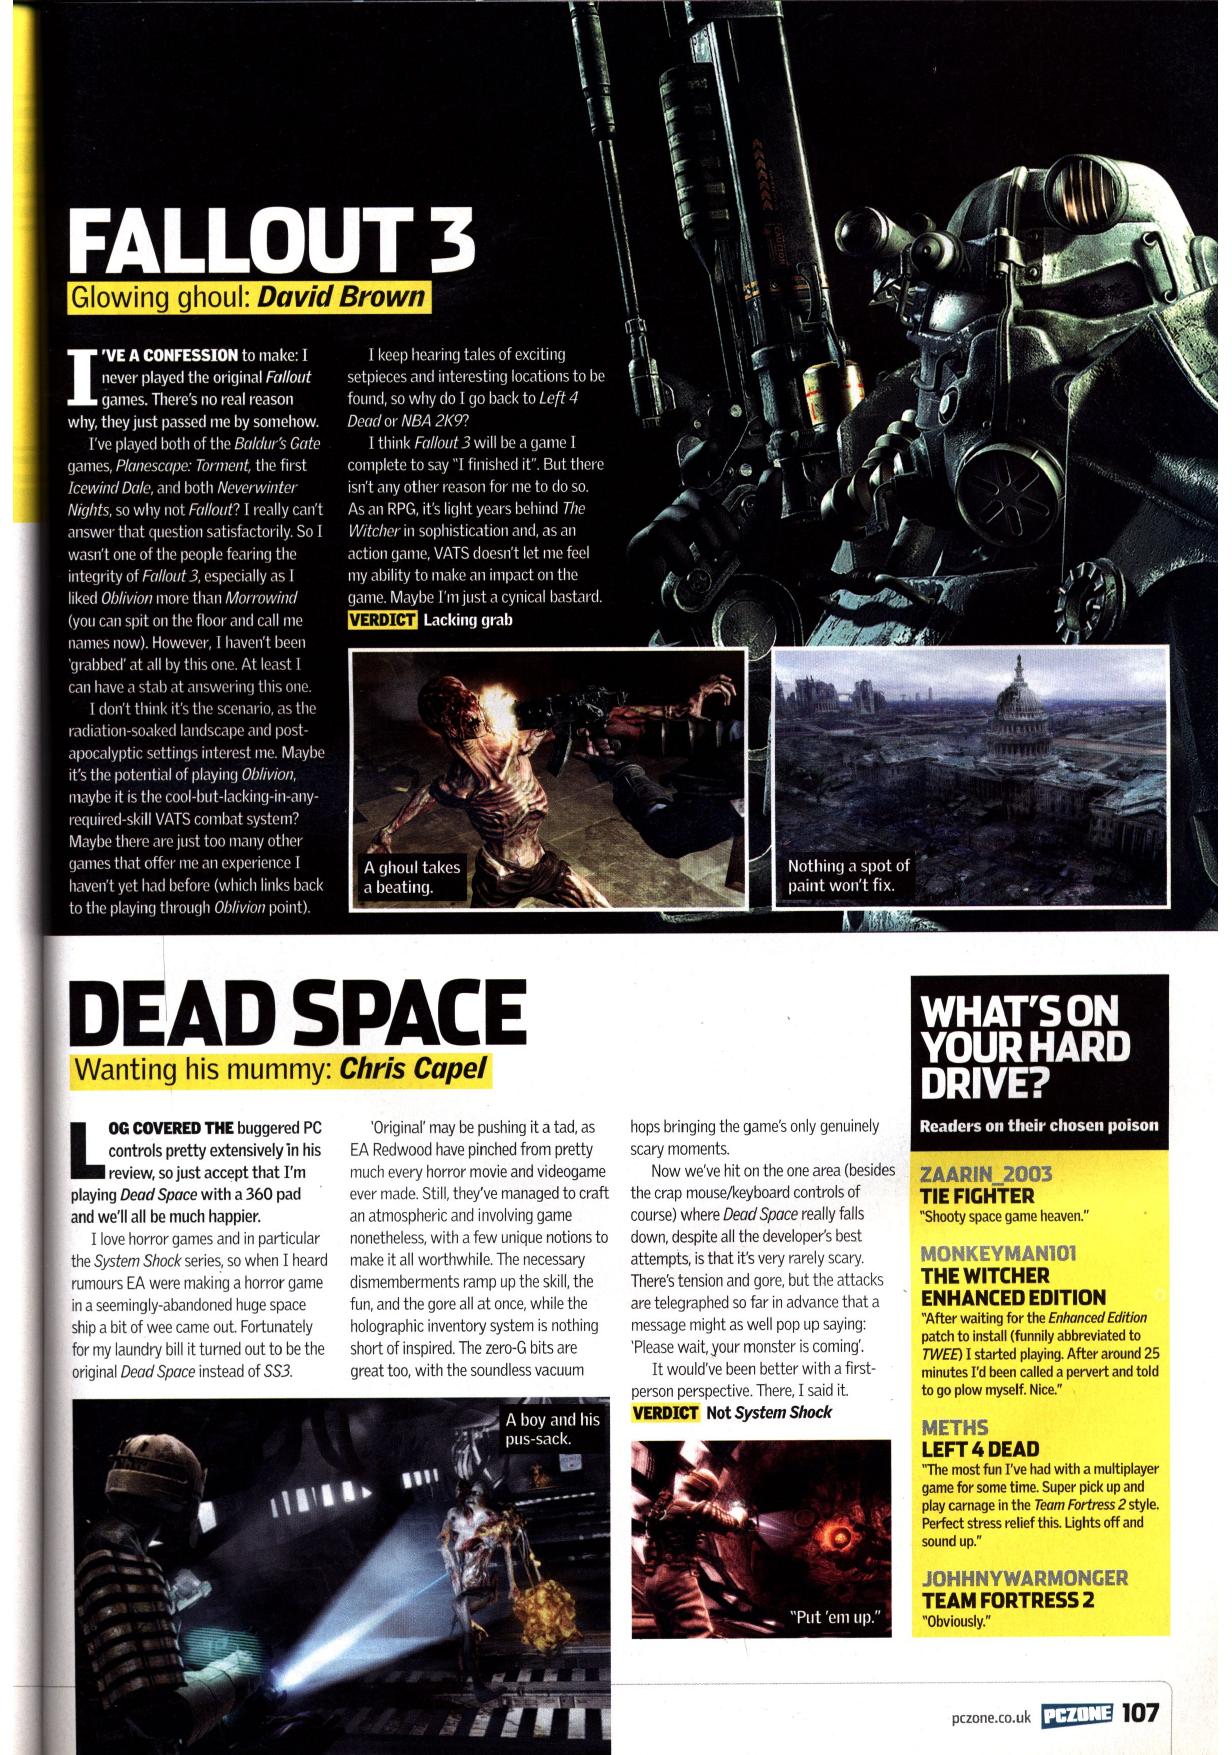 FALLOUT 3
Glowing ghoul: David Brown
I'VE A CONFESSION to make: I
never played the original Fallout
games. There's no real reason
why, they just passed me by somehow.
I've played both of the Baldur's Gate
games, Planescape: Torment, the first
Icewind Dale, and both Neverwinter
Nights, so why not Fallout? I really can't
answer that question satisfactorily. So I
wasn't one of the people fearing the
integrity of Fallout 3, especially as I
liked Oblivion more than Morrowind
(you can spit on the floor and call me
names now). However, I haven't been
'grabbed' at all by this one. At least I
can have a stab at answering this one.
I don't think it's the scenario, as the
radiation-soaked landscape and post-
apocalyptic settings interest me. Maybe
it's the potential of playing Oblivion,
maybe it is the cool-but-lacking-in-any-
required-skill VATS combat system?
Maybe there are just too many other
games that offer me an experience I
haven't yet had before (which links back
to the playing through Oblivion point).
I keep hearing tales of exciting
setpieces and interesting locations to be
found, so why do I go back to Left 4
Dead or NBA 2K9?
I think Fallout 3 will be a game I
complete to say "I finished it". But there
isn't any other reason for me to do so.
As an RPG, it's light years behind The
Witcher in sophistication and, as an
action game, VATS doesn't let me feel
my ability to make an impact on the
game. Maybe I'm just a cynical bastard.
VERDICT Lacking grab
A ghoul takes
a beating.
Nothing a spot of
paint won't fix.
DEAD SPACE
Wanting his mummy: Chris Capel
LOG COVERED THE buggered PC
controls pretty extensively in his
review, so just accept that I'm
playing Dead Space with a 360 pad
and we'll all be much happier.
I love horror games and in particular
the System Shock series, so when I heard
rumours EA were making a horror game
in a seemingly-abandoned huge space
ship a bit of wee came out. Fortunately
for my laundry bill it turned out to be the
original Dead Space instead of SS3.
'Original' may be pushing it a tad, as
EA Redwood have pinched from pretty
much every horror movie and videogame
ever made. Still, they've managed to craft
an atmospheric and involving game
nonetheless, with a few unique notions to
make it all worthwhile. The necessary
dismemberments ramp up the skill, the
fun, and the gore all at once, while the
holographic inventory system is nothing
short of inspired. The zero-G bits are
great too, with the soundless vacuum
hops bringing the game's only genuinely
scary moments.
Now we've hit on the one area (besides
the crap mouse/keyboard controls of
course) where Dead Space really falls
down, despite all the developer's best
attempts, is that it's very rarely scary.
There's tension and gore, but the attacks
are telegraphed so far in advance that a
message might as well pop up saying:
'Please wait, your monster is coming'.
It would've been better with a first-
person perspective. There, I said it.
VERDICT Not System Shock
A boy and his
pus-sack.
"Put 'em up."
WHAT'S ON
YOUR HARD
DRIVE?
Readers on their chosen poison
ZAARIN_2003
TIE FIGHTER
"Shooty space game heaven."
MONKEYMAN101
THE WITCHER
ENHANCED EDITION
"After waiting for the Enhanced Edition
patch to install (funnily abbreviated to
TWEE) I started playing. After around 25
minutes I'd been called a pervert and told
to go plow myself. Nice."
METHS
LEFT 4 DEAD
"The most fun I've had with a multiplayer
game for some time. Super pick up and
play carnage in the Team Fortress 2 style.
Perfect stress relief this. Lights off and
sound up."
JOHHNYWARMONGER
TEAM FORTRESS 2
"Obviously."
pczone.co.uk PCZONE 107